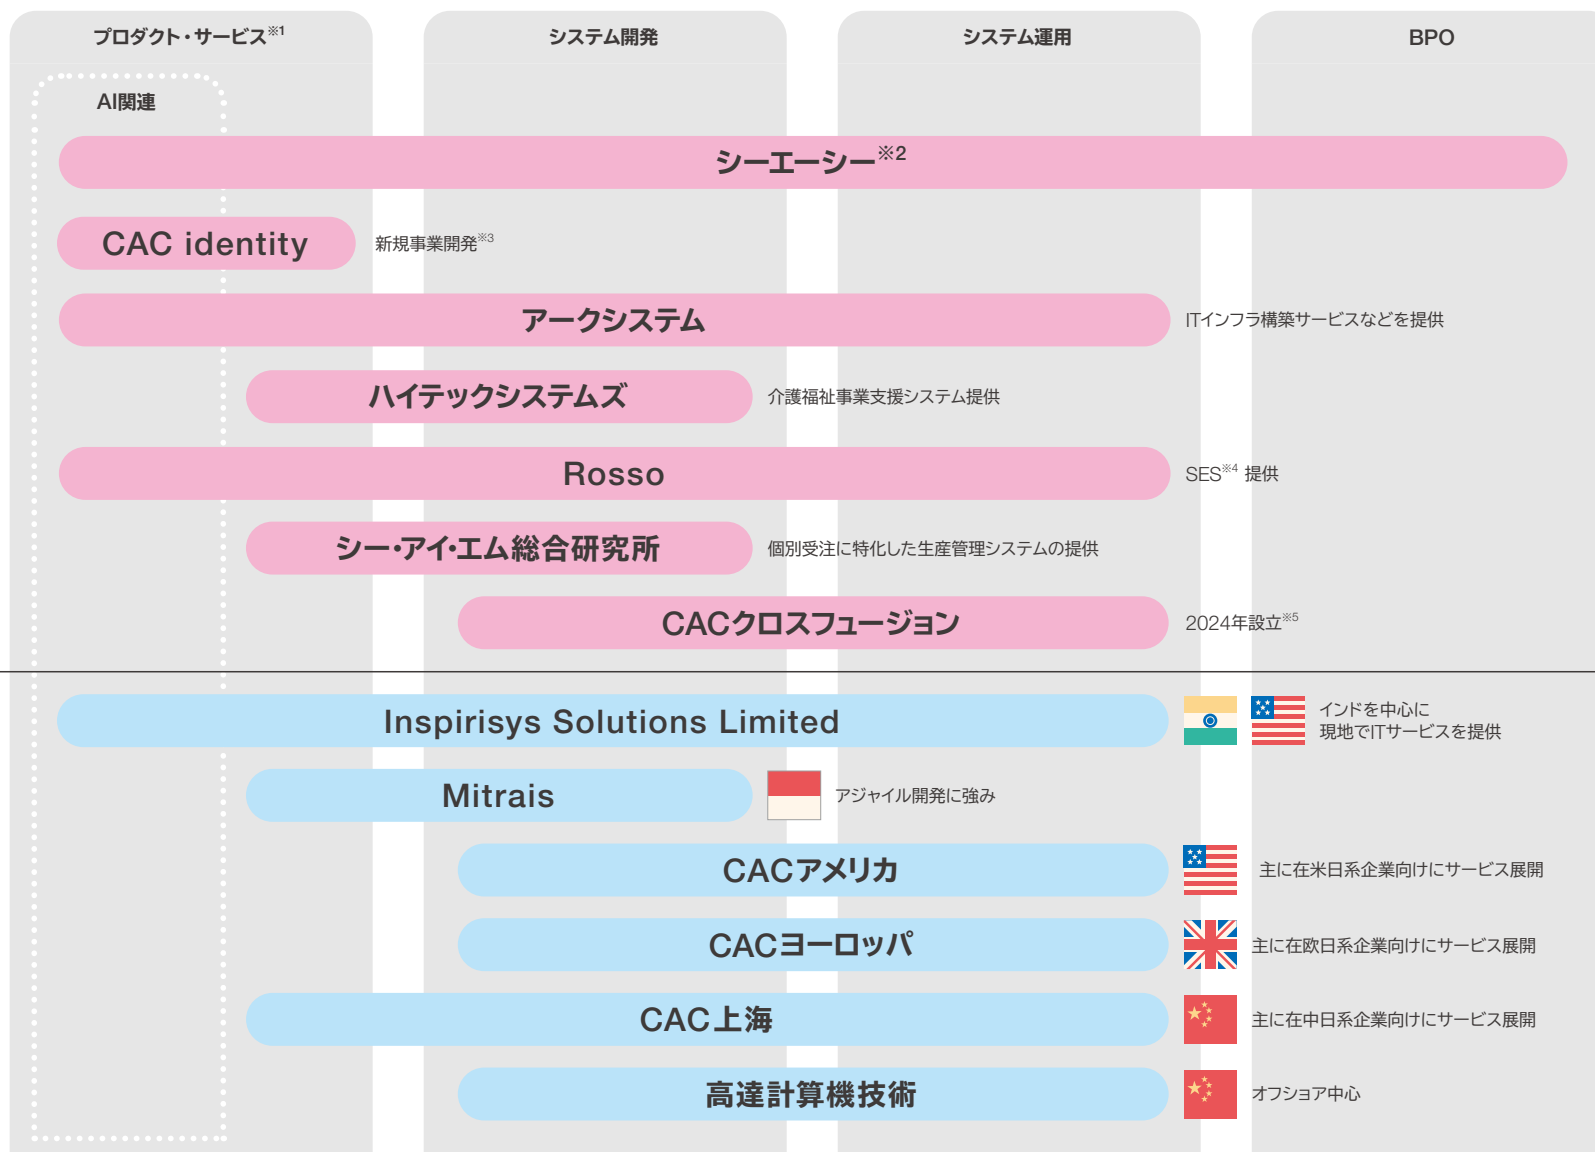 プロダクト・サービス※1
システム開発
システム運用
BPO
AI関連
シーエーシー※2
CAC identity
新規事業開発※3
アークシステム
ITインフラ構築サービスなどを提供
ハイテックシステムズ
介護福祉事業支援システム提供
Rosso
SES※4 提供
シー・アイ・エム総合研究所
個別受注に特化した生産管理システムの提供
CACクロスフュージョン
2024年設立※5
Inspirisys Solutions Limited
インドを中心に
現地でITサービスを提供
Mitrais
アジャイル開発に強み
CACアメリカ
主に在米日系企業向けにサービス展開
CACヨーロッパ
主に在欧日系企業向けにサービス展開
CAC上海
主に在中日系企業向けにサービス展開
高達計算機技術
オフショア中心